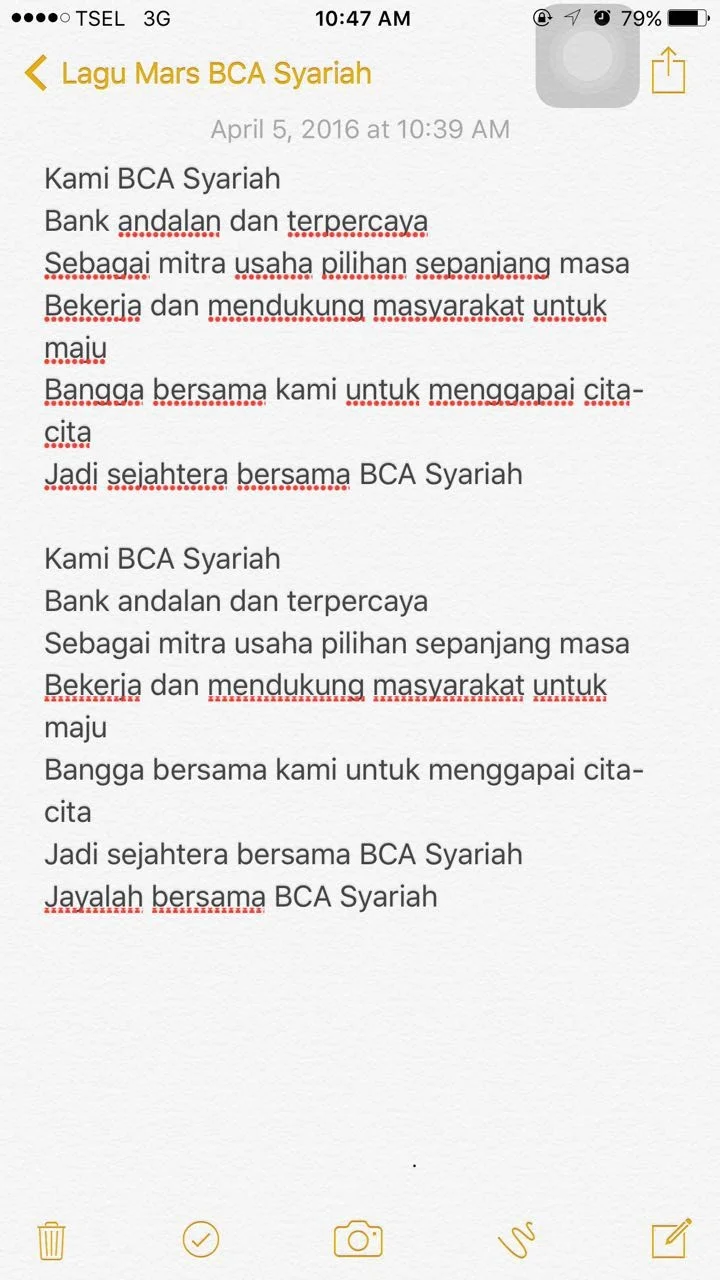 TSEL 3G 10:47 AM 79%
Lagu Mars BCA Syariah
April 5, 2016 at 10:39 AM
Kami BCA Syariah
Bank andalan dan terpercaya
Sebagai mitra usaha pilihan sepanjang masa
Bekerja dan mendukung masyarakat untuk
maju
Bangga bersama kami untuk menggapai cita-
cita
Jadi sejahtera bersama BCA Syariah
Kami BCA Syariah
Bank andalan dan terpercaya
Sebagai mitra usaha pilihan sepanjang masa
Bekerja dan mendukung masyarakat untuk
maju
Bangga bersama kami untuk menggapai cita-
cita
Jadi sejahtera bersama BCA Syariah
Jayalah bersama BCA Syariah
.